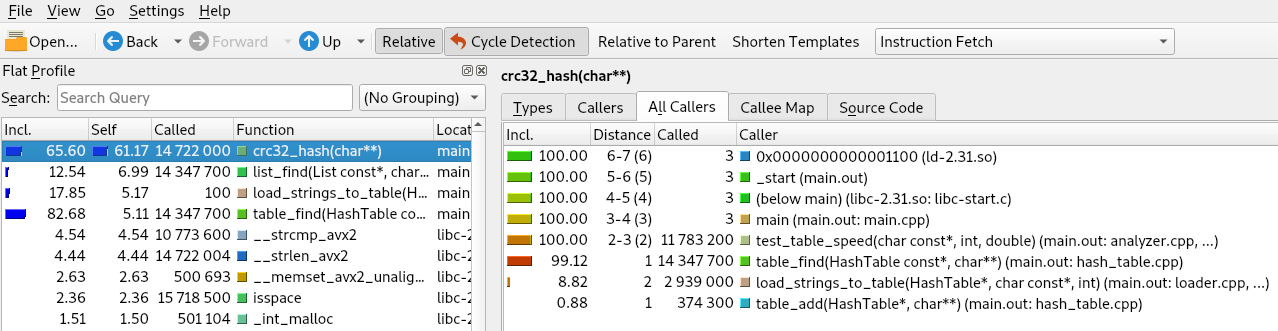 File View Go Settings Help
Open... Back Forward Up Relative Cycle Detection Relative to Parent Shorten Templates Instruction Fetch
Flat Profile
Search: Search Query (No Grouping)
Incl. Self Called Function Locat
65.60 61.17 14 722 000 crc32_hash(char**) main
12.54 6.99 14 347 700 list_find(List const*, char... main
17.85 5.17 100 load_strings_to_table(H... main
82.68 5.11 14 347 700 table_find(HashTable co... main
4.54 4.54 10 773 600 __strcmp_avx2 libc-2
4.44 4.44 14 722 004 __strlen_avx2 libc-2
2.63 2.63 500 693 __memset_avx2_unalig... libc-2
2.36 2.36 15 718 500 isspace libc-2
1.51 1.50 501 104 _int_malloc libc-2
crc32_hash(char**)
Types Callers All Callers Callee Map Source Code
Incl. Distance Called Caller
100.00 6-7 (6) 3 0x0000000000001100 (ld-2.31.so)
100.00 5-6 (5) 3 _start (main.out)
100.00 4-5 (4) 3 (below main) (libc-2.31.so: libc-start.c)
100.00 3-4 (3) 3 main (main.out: main.cpp)
100.00 2-3 (2) 11 783 200 test_table_speed(char const*, int, double) (main.out: analyzer.cpp, ...)
99.12 1 14 347 700 table_find(HashTable const*, char**) (main.out: hash_table.cpp)
8.82 2 2 939 000 load_strings_to_table(HashTable*, char const*, int) (main.out: loader.cpp, ...)
0.88 1 374 300 table_add(HashTable*, char**) (main.out: hash_table.cpp)